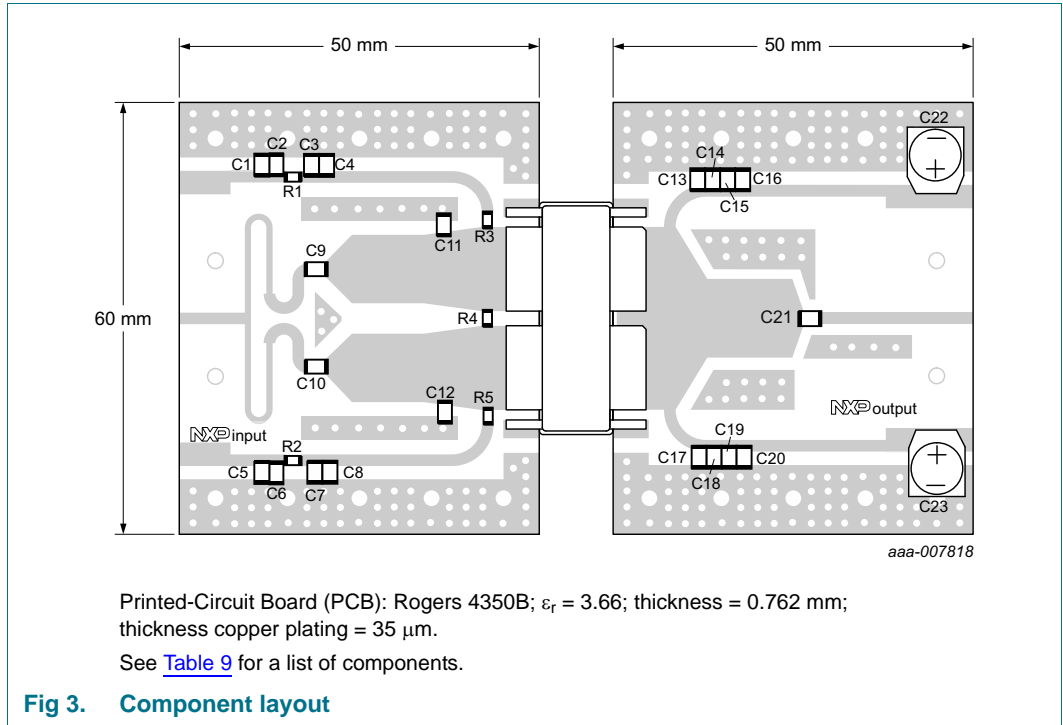 50 mm
50 mm
60 mm
C1
C2
C3
C4
R1
C9
C11
R3
R4
C10
C12
R5
NXP input
R2
C5
C6
C7
C8
C13
C14
C15
C16
C22
C21
NXP output
C17
C18
C19
C20
C23
aaa-007818
Printed-Circuit Board (PCB): Rogers 4350B; εr = 3.66; thickness = 0.762 mm;
thickness copper plating = 35 μm.
See Table 9 for a list of components.
Fig 3. Component layout